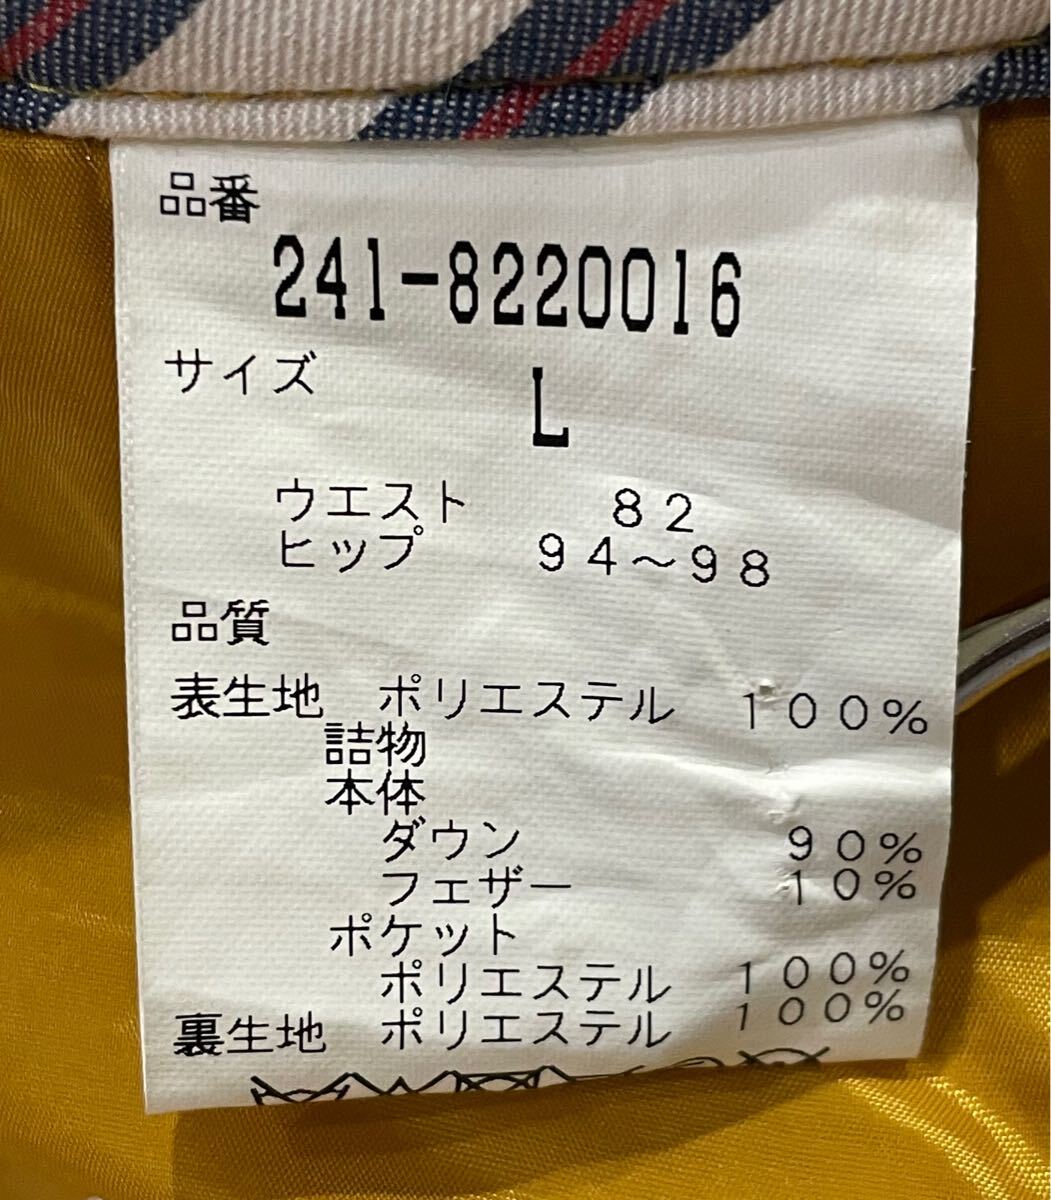 品番
241-8220016
サイズ
L
ウエスト 82
ヒップ 94~98
品質
表生地 ポリエステル 100%
詰物
本体
ダウン 90%
フェザー 10%
ポケット
ポリエステル 100%
裏生地 ポリエステル 100%